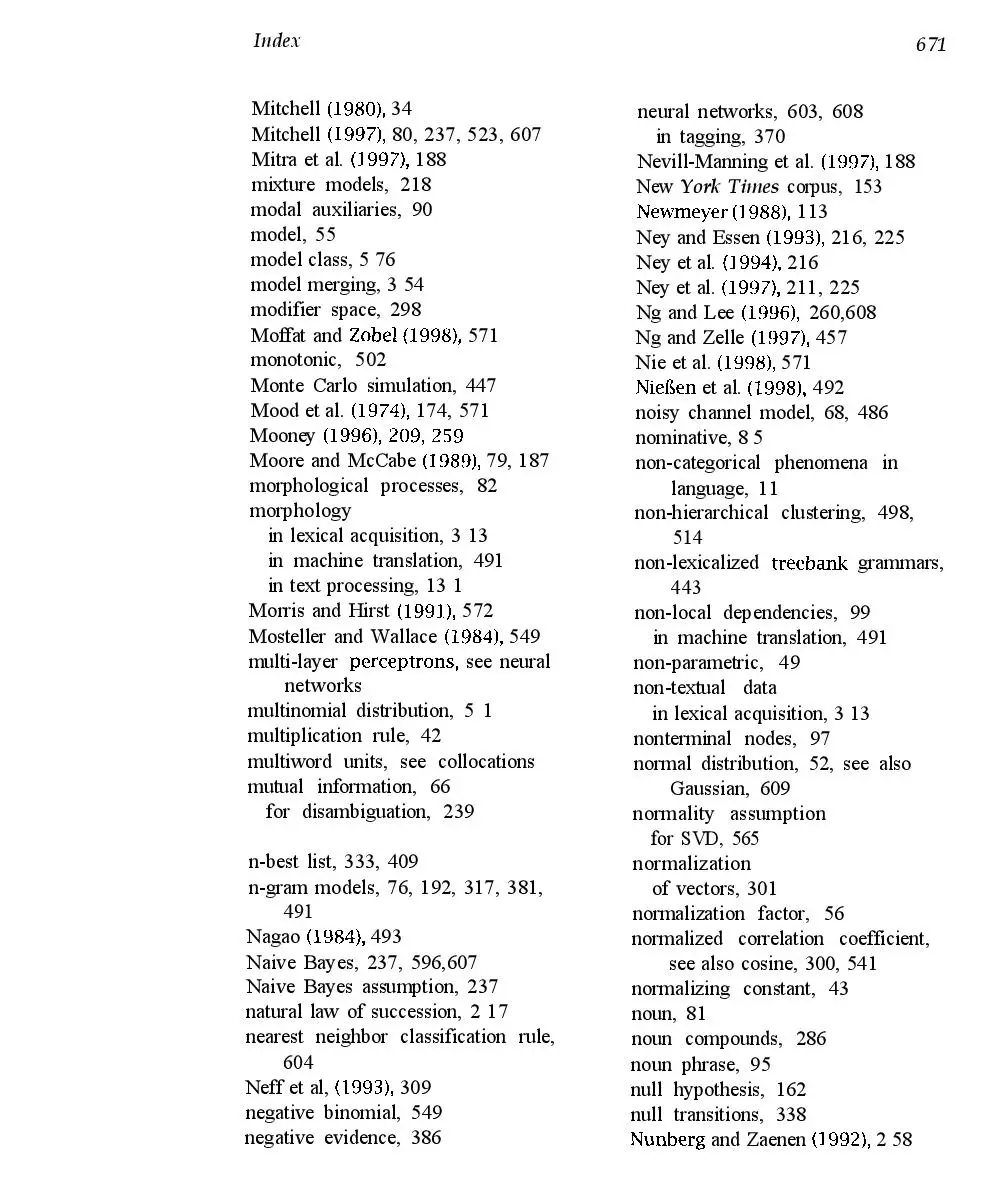 Index
671
Mitchell (1980), 34
Mitchell (1997), 80, 237, 523, 607
Mitra et al. (1997), 188
mixture models, 218
modal auxiliaries, 90
model, 55
model class, 5 76
model merging, 3 54
modifier space, 298
Moffat and Zobel (1998), 571
monotonic, 502
Monte Carlo simulation, 447
Mood et al. (1974), 174, 571
Mooney (1996), 209, 259
Moore and McCabe (1989), 79, 187
morphological processes, 82
morphology
in lexical acquisition, 3 13
in machine translation, 491
in text processing, 13 1
Morris and Hirst (1991), 572
Mosteller and Wallace (1984), 549
multi-layer perceptrons, see neural
networks
multinomial distribution, 5 1
multiplication rule, 42
multiword units, see collocations
mutual information, 66
for disambiguation, 239
n-best list, 333, 409
n-gram models, 76, 192, 317, 381,
491
Nagao (1984), 493
Naive Bayes, 237, 596,607
Naive Bayes assumption, 237
natural law of succession, 2 17
nearest neighbor classification rule,
604
Neff et al, (1993), 309
negative binomial, 549
negative evidence, 386
neural networks, 603, 608
in tagging, 370
Nevill-Manning et al. (1997), 188
New York Times corpus, 153
Newmeyer (1988), 113
Ney and Essen (1993), 216, 225
Ney et al. (1994), 216
Ney et al. (1997), 211, 225
Ng and Lee (1996), 260,608
Ng and Zelle (1997), 457
Nie et al. (1998), 571
Nießen et al. (1998), 492
noisy channel model, 68, 486
nominative, 8 5
non-categorical phenomena in
language, 11
non-hierarchical clustering, 498,
514
non-lexicalized treebank grammars,
443
non-local dependencies, 99
in machine translation, 491
non-parametric, 49
non-textual data
in lexical acquisition, 3 13
nonterminal nodes, 97
normal distribution, 52, see also
Gaussian, 609
normality assumption
for SVD, 565
normalization
of vectors, 301
normalization factor, 56
normalized correlation coefficient,
see also cosine, 300, 541
normalizing constant, 43
noun, 81
noun compounds, 286
noun phrase, 95
null hypothesis, 162
null transitions, 338
Nunberg and Zaenen (1992), 2 58